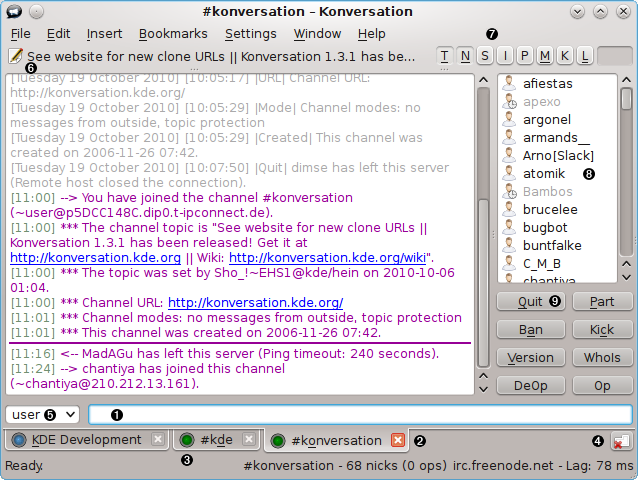 #konversation – Konversation
File Edit Insert Bookmarks Settings Window Help
7
See website for new clone URLs || Konversation 1.3.1 has be...
T N S I P M K L
6
[Tuesday 19 October 2010] [10:05:17] |URL| Channel URL:
http://konversation.kde.org/
[Tuesday 19 October 2010] [10:05:29] |Mode| Channel modes: no
messages from outside, topic protection
[Tuesday 19 October 2010] [10:05:29] |Created| This channel was
created on 2006-11-26 07:42.
[Tuesday 19 October 2010] [10:07:50] |Quit| dimse has left this server
(Remote host closed the connection).
[11:00] --> You have joined the channel #konversation
(~user@p5DCC148C.dip0.t-ipconnect.de).
[11:00] *** The channel topic is "See website for new clone URLs ||
Konversation 1.3.1 has been released! Get it at
http://konversation.kde.org || Wiki: http://konversation.kde.org/wiki".
[11:00] *** The topic was set by Sho_!~EHS1@kde/hein on 2010-10-06
01:04.
[11:00] *** Channel URL: http://konversation.kde.org/
[11:01] *** Channel modes: no messages from outside, topic protection
[11:01] *** This channel was created on 2006-11-26 07:42.
[11:16] <-- MadAGu has left this server (Ping timeout: 240 seconds).
[11:24] --> chantiya has joined this channel
(~chantiya@210.212.13.161).
afiestas
apexo
argonel
armands__
Arno[Slack]
atomik 8
Bambos
brucelee
bugbot
buntfalke
C_M_B
chantiya
Quit 9 Part
Ban Kick
Version WhoIs
DeOp Op
user 5 1
KDE Development #kde #konversation 2 4
3
Ready. #konversation - 68 nicks (0 ops) irc.freenode.net - Lag: 78 ms